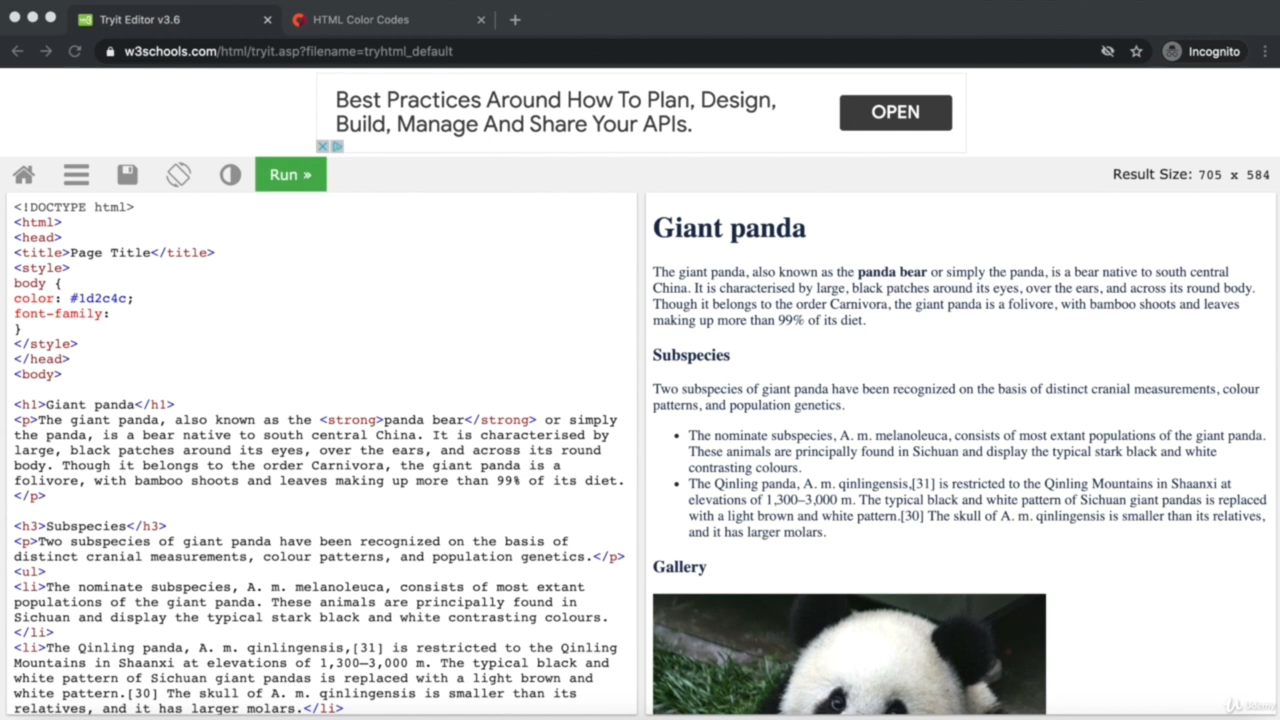 Tryit Editor v3.6
HTML Color Codes
w3schools.com/html/tryit.asp?filename=tryhtml_default
Incognito
Best Practices Around How To Plan, Design,
Build, Manage And Share Your APIs.
OPEN
Run »
Result Size: 705 x 584
<!DOCTYPE html>
<html>
<head>
<title>Page Title</title>
<style>
body {
color: #1d2c4c;
font-family:
}
</style>
</head>
<body>
<h1>Giant panda</h1>
<p>The giant panda, also known as the <strong>panda bear</strong> or simply
the panda, is a bear native to south central China. It is characterised by
large, black patches around its eyes, over the ears, and across its round
body. Though it belongs to the order Carnivora, the giant panda is a
folivore, with bamboo shoots and leaves making up more than 99% of its diet.
</p>
<h3>Subspecies</h3>
<p>Two subspecies of giant panda have been recognized on the basis of
distinct cranial measurements, colour patterns, and population genetics.</p>
<ul>
<li>The nominate subspecies, A. m. melanoleuca, consists of most extant
populations of the giant panda. These animals are principally found in
Sichuan and display the typical stark black and white contrasting colours.
</li>
<li>The Qinling panda, A. m. qinlingensis,[31] is restricted to the Qinling
Mountains in Shaanxi at elevations of 1,300–3,000 m. The typical black and
white pattern of Sichuan giant pandas is replaced with a light brown and
white pattern.[30] The skull of A. m. qinlingensis is smaller than its
relatives, and it has larger molars.</li>
Giant panda
The giant panda, also known as the panda bear or simply the panda, is a bear native to south central
China. It is characterised by large, black patches around its eyes, over the ears, and across its round body.
Though it belongs to the order Carnivora, the giant panda is a folivore, with bamboo shoots and leaves
making up more than 99% of its diet.
Subspecies
Two subspecies of giant panda have been recognized on the basis of distinct cranial measurements, colour
patterns, and population genetics.
• The nominate subspecies, A. m. melanoleuca, consists of most extant populations of the giant panda.
These animals are principally found in Sichuan and display the typical stark black and white
contrasting colours.
• The Qinling panda, A. m. qinlingensis,[31] is restricted to the Qinling Mountains in Shaanxi at
elevations of 1,300–3,000 m. The typical black and white pattern of Sichuan giant pandas is replaced
with a light brown and white pattern.[30] The skull of A. m. qinlingensis is smaller than its relatives,
and it has larger molars.
Gallery
Udemy